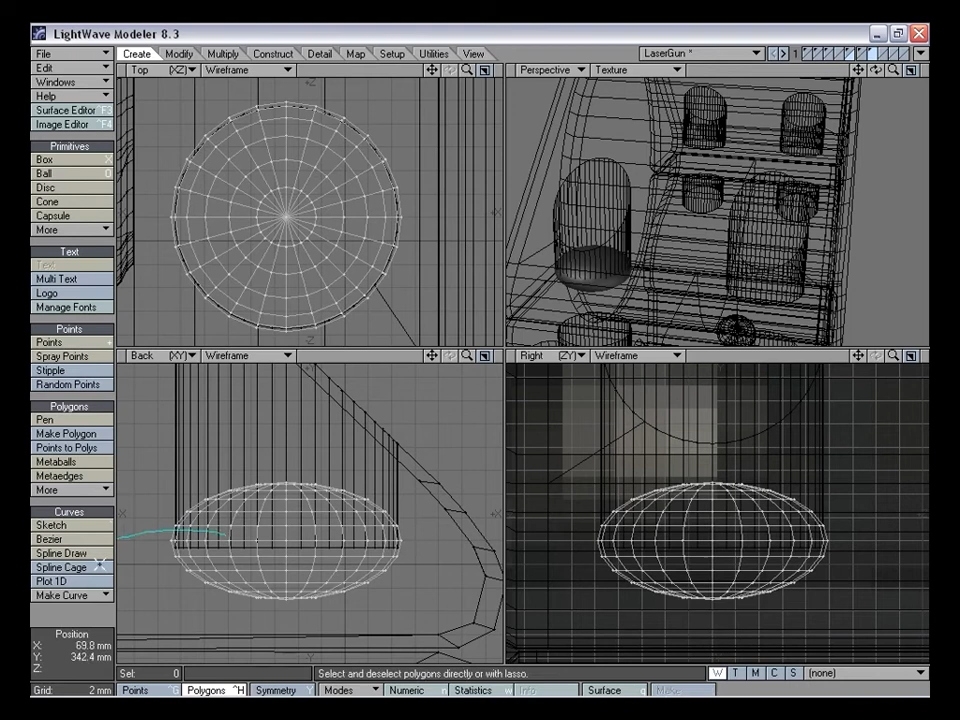 LightWave Modeler 8.3
File Create Modify Multiply Construct Detail Map Setup Utilities View LaserGun * 1
Edit Top (XZ) Wireframe Perspective Texture
Windows
Help
Surface Editor F3
Image Editor ^F4
Primitives
Box X
Ball O
Disc
Cone
Capsule
More
Text
Text
Multi Text
Logo
Manage Fonts
Points
Points +
Back (XY) Wireframe Right (ZY) Wireframe
Spray Points
Stipple
Random Points
Polygons
Pen
Make Polygon
Points to Polys
Metaballs
Metaedges
More
Curves
Sketch
Bezier
Spline Draw
Spline Cage
Plot 1D
Make Curve
Position
X: 69.8 mm
Y: 342.4 mm
Z:
Sel: 0 Select and deselect polygons directly or with lasso. W T M C S (none)
Grid: 2 mm Points ^G Polygons ^H Symmetry Y Modes Numeric n Statistics w Info Surface q Make